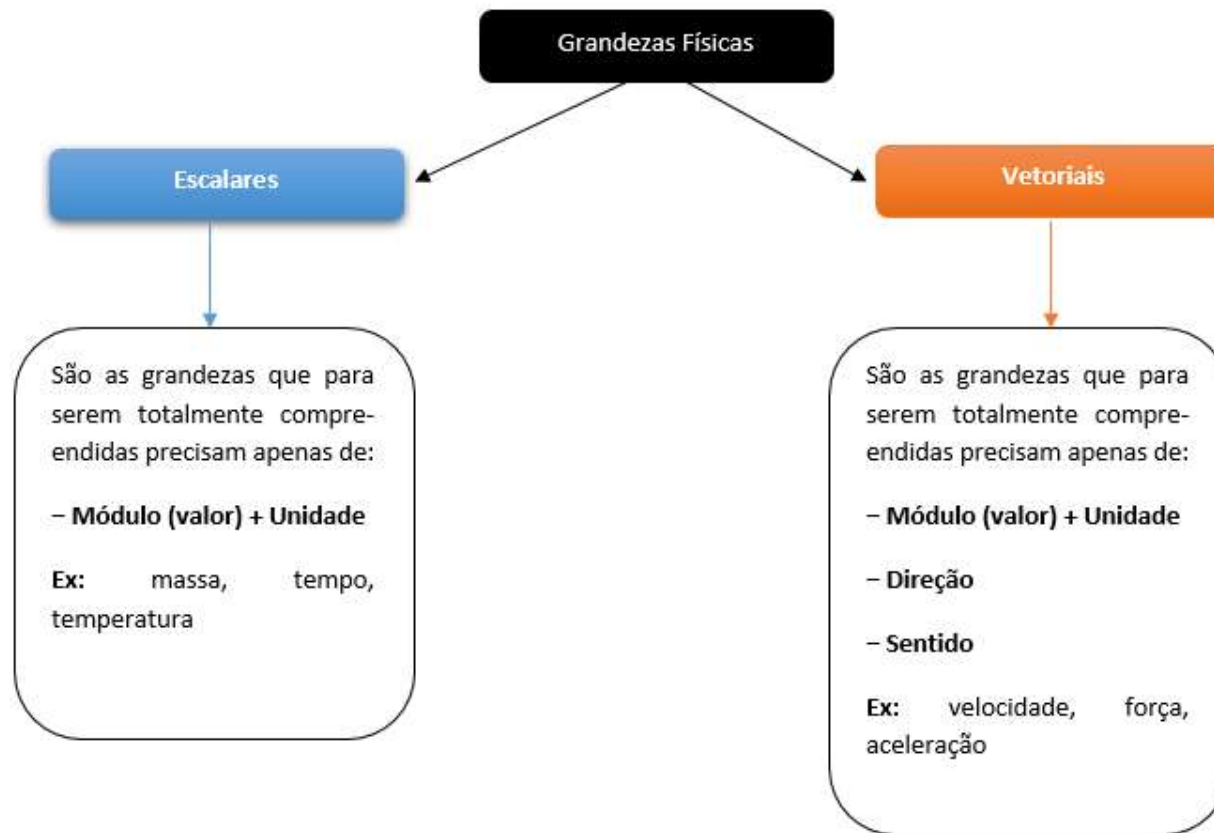 Grandezas Físicas
Escalares
Vetoriais
São as grandezas que para
serem totalmente compre-
endidas precisam apenas de:
– Módulo (valor) + Unidade
Ex: massa, tempo,
temperatura
São as grandezas que para
serem totalmente compre-
endidas precisam apenas de:
– Módulo (valor) + Unidade
– Direção
– Sentido
Ex: velocidade, força,
aceleração